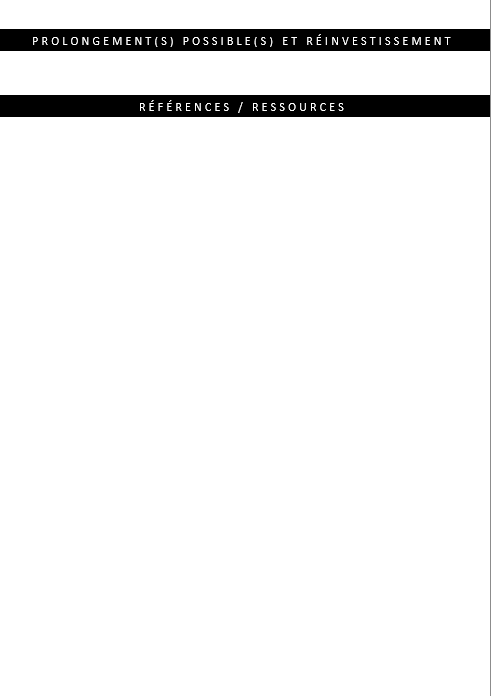 PROLONGEMENT(S) POSSIBLE(S) ET RÉINVESTISSEMENT
RÉFÉRENCES / RESSOURCES